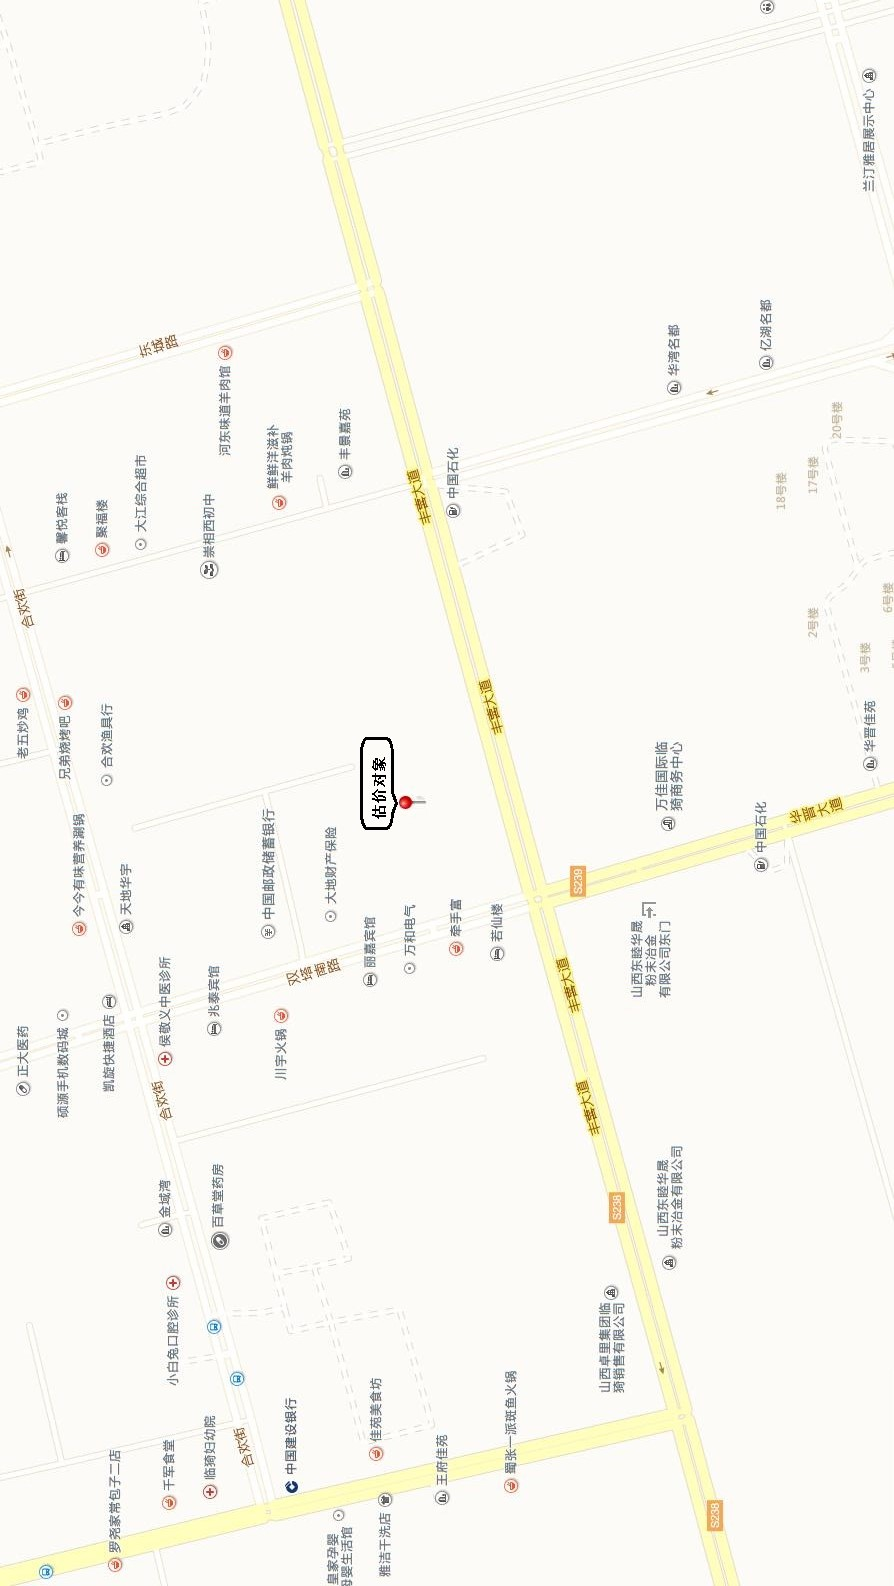 老五炒鸡
兄弟烧烤吧
合欢渔具行
今今有味营养涮锅
天地华宇
正大医药
硕源手机数码城
凯旋快捷酒店
侯敬义中医诊所
兆泰宾馆
川宇火锅
合欢街
金域湾
百草堂药房
小白兔口腔诊所
罗尧家常包子二店
千军食堂
临猗妇幼院
合欢街
中国建设银行
皇家孕婴
母婴生活馆
雅洁干洗店
佳苑美食坊
王府佳苑
蜀张一派斑鱼火锅
合欢街
馨悦客栈
聚福楼
大江综合超市
崇相西初中
东城路
河东味道羊肉馆
鲜鲜洋滋补
羊肉炖锅
丰景嘉苑
中国石化
丰喜大道
丰喜大道
估价对象
中国邮政储蓄银行
大地财产保险
双塔南路
丽嘉宾馆
万和电气
牵手富
若仙楼
S239
丰喜大道
丰喜大道
S238
山西东睦华晟
粉末冶金
有限公司东门
山西东睦华晟
粉末冶金有限公司
山西卓里集团临
猗销售有限公司
S238
万佳国际临
猗商务中心
中国石化
华晋大道
华晋佳苑
兰汀雅居展示中心
华湾名都
亿湖名都
20号楼
17号楼
18号楼
2号楼
3号楼
6号楼